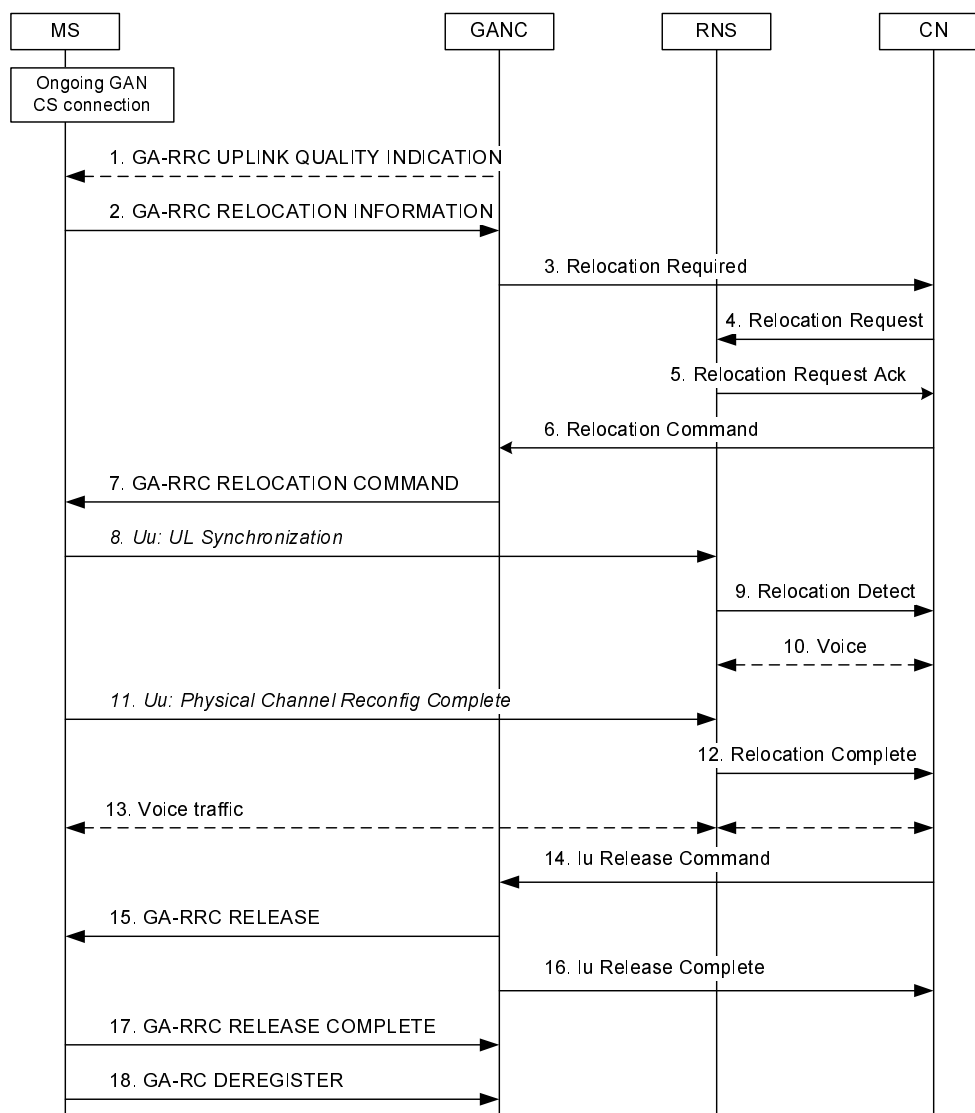 MS
GANC
RNS
CN
Ongoing GAN
CS connection
1. GA-RRC UPLINK QUALITY INDICATION
2. GA-RRC RELOCATION INFORMATION
3. Relocation Required
4. Relocation Request
5. Relocation Request Ack
6. Relocation Command
7. GA-RRC RELOCATION COMMAND
8. Uu: UL Synchronization
9. Relocation Detect
10. Voice
11. Uu: Physical Channel Reconfig Complete
12. Relocation Complete
13. Voice traffic
14. Iu Release Command
15. GA-RRC RELEASE
16. Iu Release Complete
17. GA-RRC RELEASE COMPLETE
18. GA-RC DEREGISTER